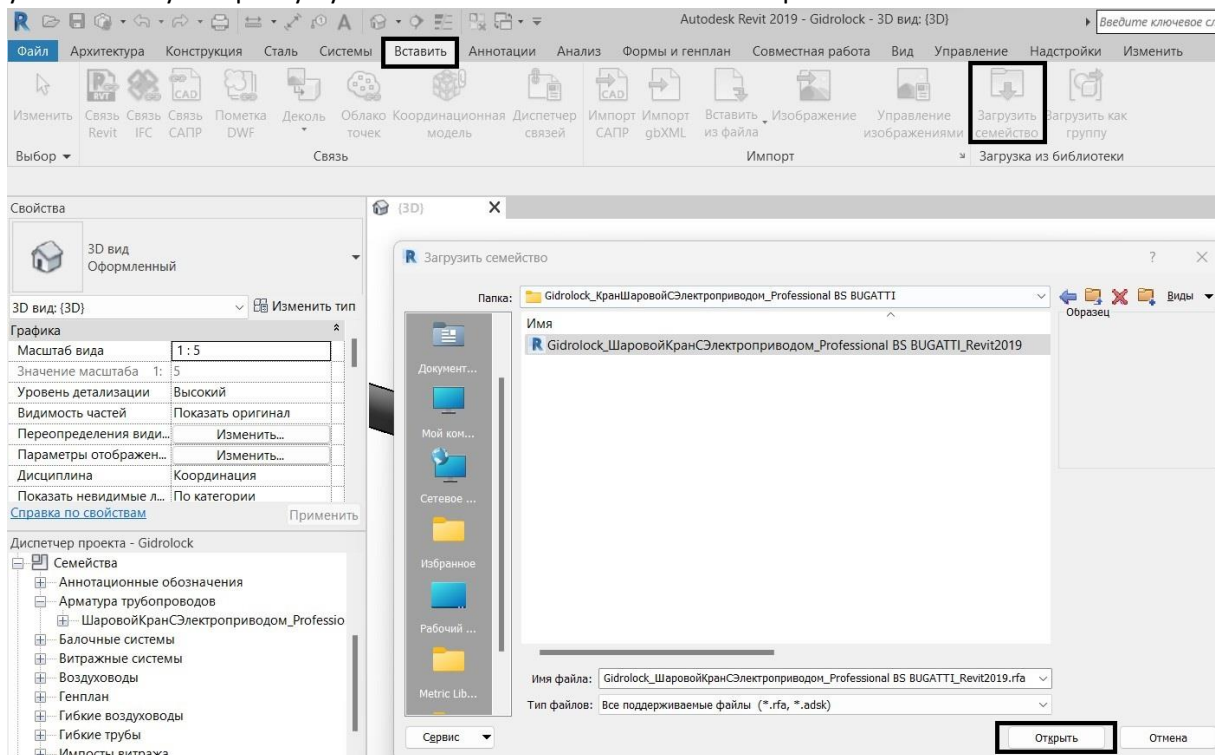 Autodesk Revit 2019 - Gidrolock - 3D вид: {3D}
Введите ключевое сл
Файл Архитектура Конструкция Сталь Системы Вставить Аннотации Анализ Формы и генплан Совместная работа Вид Управление Надстройки Изменить
Изменить Связь Связь Связь Пометка Деколь Облако Координационная Диспетчер Импорт Импорт Вставить Изображение Управление Загрузить Загрузить как
Revit IFC САПР DWF точек модель связей САПР gbXML из файла изображениями семейство группу
Выбор Связь Импорт Загрузка из библиотеки
Свойства
{3D}
3D вид
Оформленный
3D вид: {3D} Изменить тип
Графика
Масштаб вида 1 : 5
Значение масштаба 1: 5
Уровень детализации Высокий
Видимость частей Показать оригинал
Переопределения види... Изменить...
Параметры отображен... Изменить...
Дисциплина Координация
Показать невидимые л... По категории
Справка по свойствам Применить
Диспетчер проекта - Gidrolock
Семейства
Аннотационные обозначения
Арматура трубопроводов
ШаровойКранСЭлектроприводом_Professio
Балочные системы
Витражные системы
Воздуховоды
Генплан
Гибкие воздуховоды
Гибкие трубы
Импосты витража
Загрузить семейство ?
Папка: Gidrolock_КранШаровойСЭлектроприводом_Professional BS BUGATTI Виды
Имя
Образец
Gidrolock_ШаровойКранСЭлектроприводом_Professional BS BUGATTI_Revit2019
Документ...
Мой ком...
Сетевое ...
Избранное
Рабочий ...
Metric Lib...
Имя файла: Gidrolock_ШаровойКранСЭлектроприводом_Professional BS BUGATTI_Revit2019.rfa
Тип файлов: Все поддерживаемые файлы (*.rfa, *.adsk)
Сервис Открыть Отмена